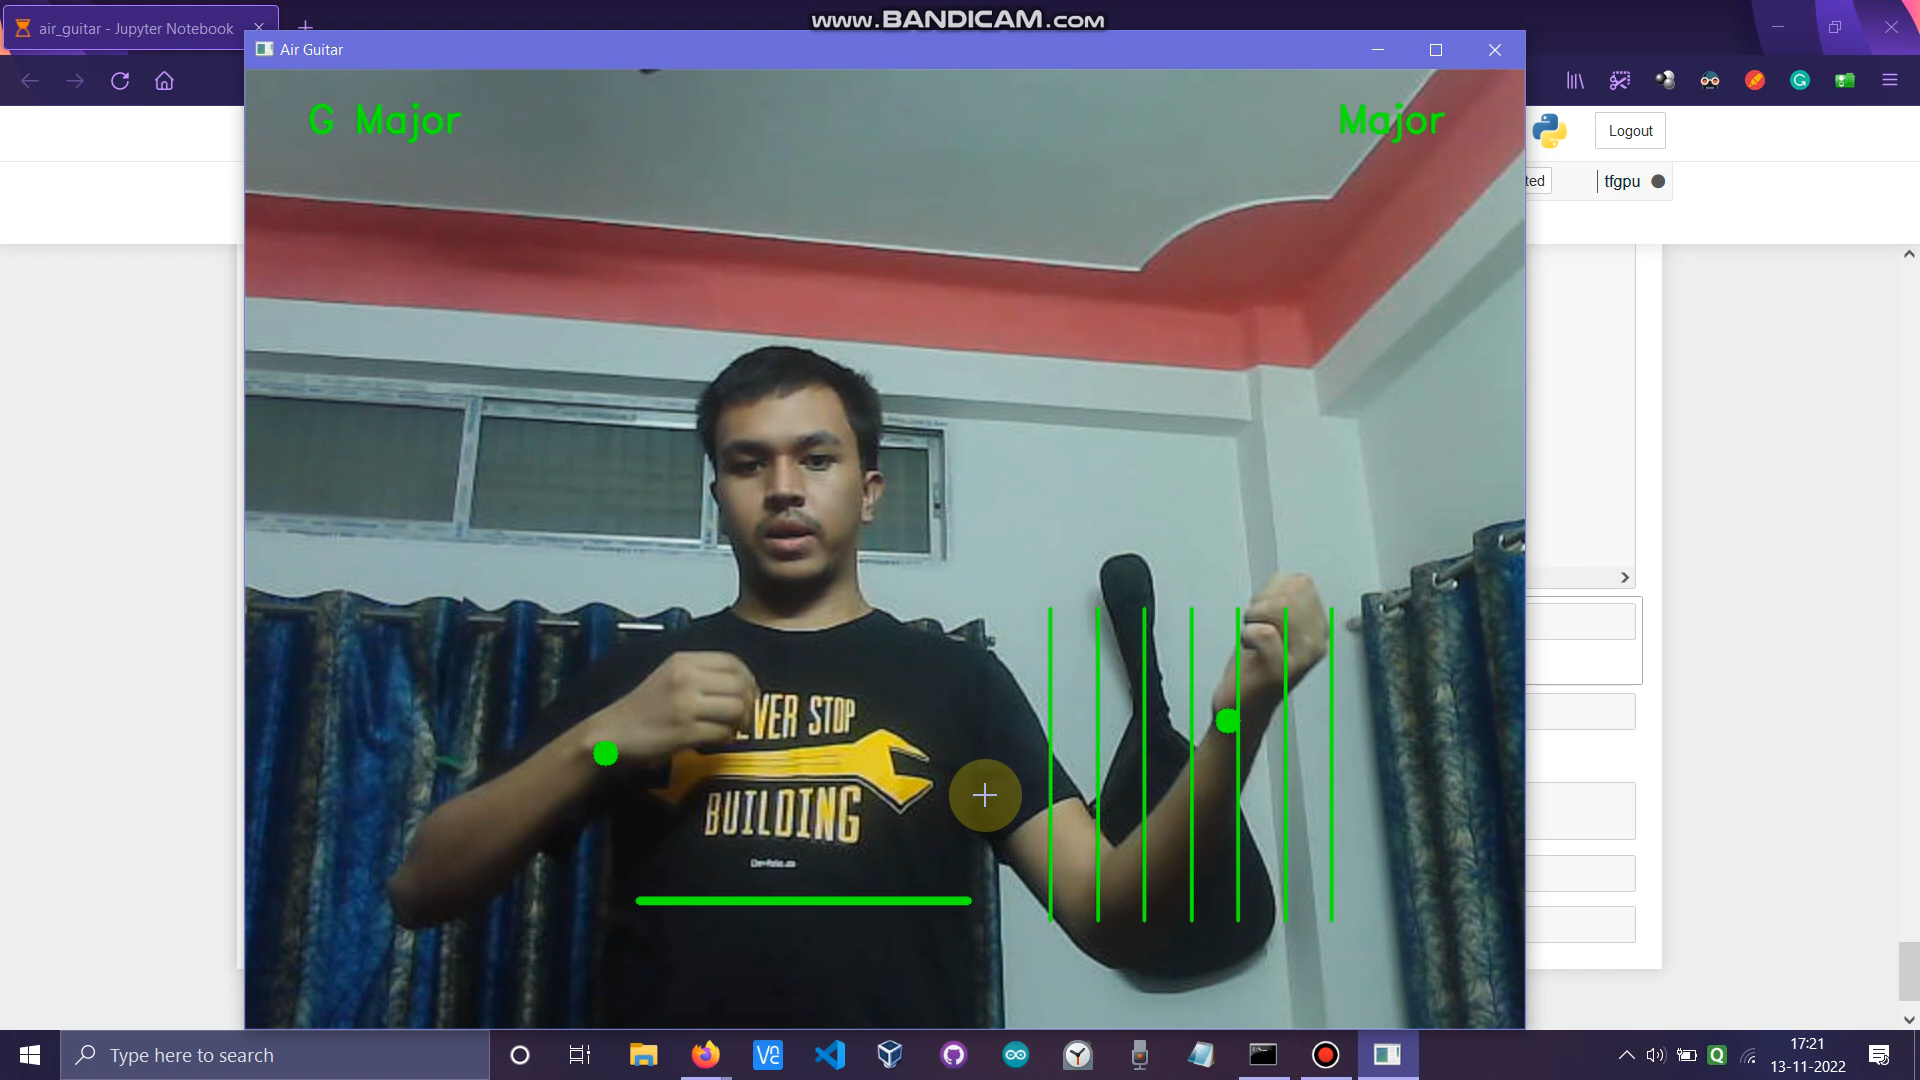 www.BANDICAM.com
air_guitar - Jupyter Notebook
Air Guitar
G Major
Major
Logout
ted
tfgpu
VER STOP
BUILDING
Type here to search
17:21
13-11-2022